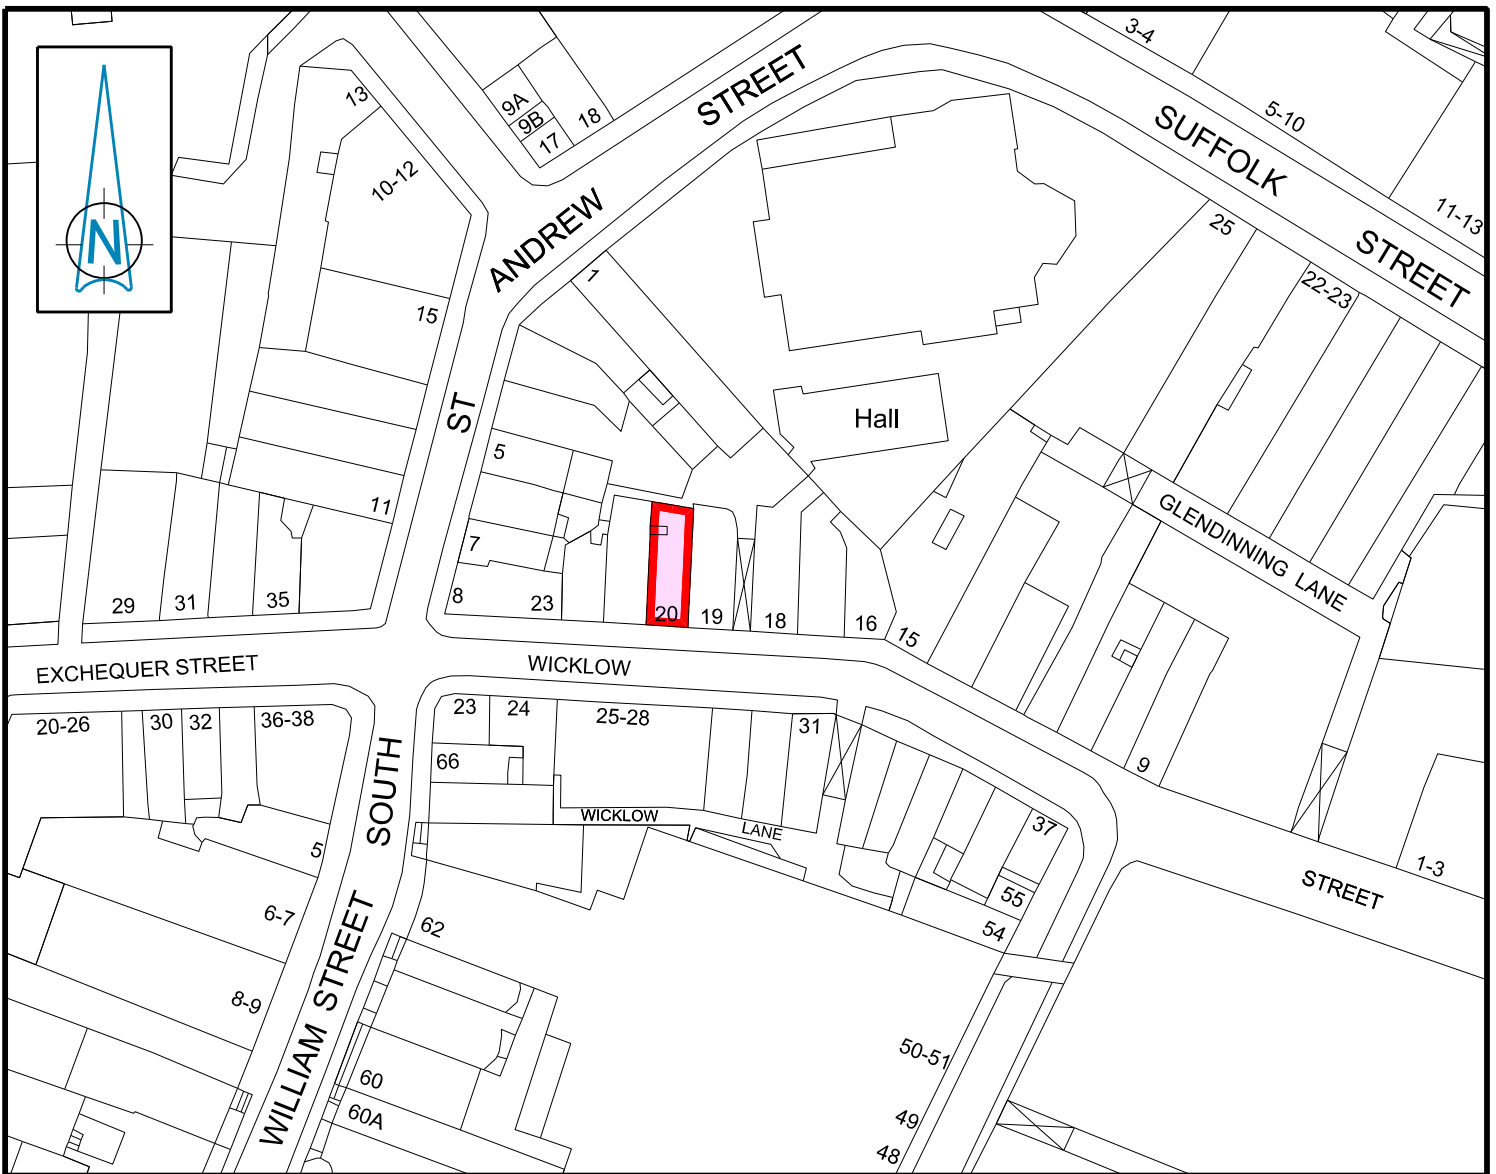 3-4
13
9A
9B
17
18
STREET
5-10
SUFFOLK
10-12
11-13
N
ANDREW
25
STREET
1
22-23
15
ST
Hall
5
11
GLENDINNING LANE
7
29
31
35
8
23
20
19
18
16
15
EXCHEQUER STREET
WICKLOW
20-26
30
32
36-38
23
24
25-28
31
66
SOUTH
9
WICKLOW
LANE
37
5
1-3
STREET
55
6-7
62
54
WILLIAM STREET
8-9
50-51
60
60A
49
48